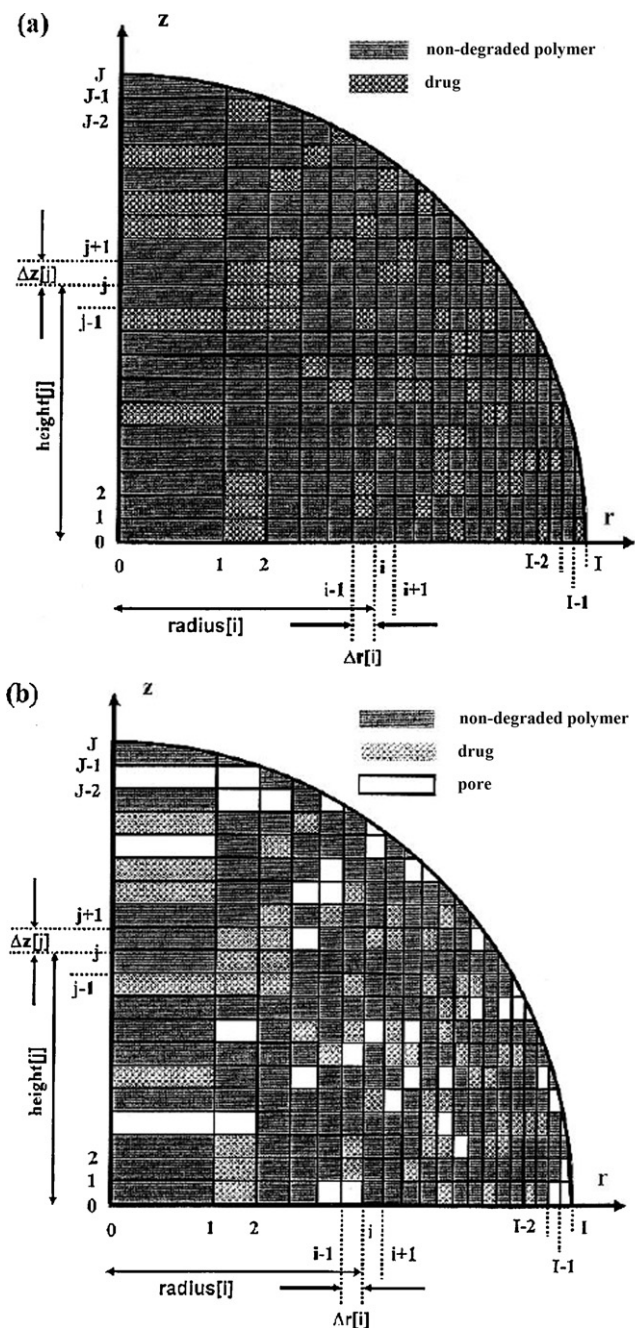 (a)
z
non-degraded polymer
drug
J
J-1
J-2
j+1
Δz[j]
j
j-1
height[j]
2
1
0
r
0 1 2 i I-2 I
i-1 i+1 I-1
radius[i]
Δr[i]
(b)
z
non-degraded polymer
drug
pore
J
J-1
J-2
j+1
Δz[j]
j
j-1
height[j]
2
1
0
r
0 1 2 i I-2 I
i-1 i+1 I-1
radius[i]
Δr[i]